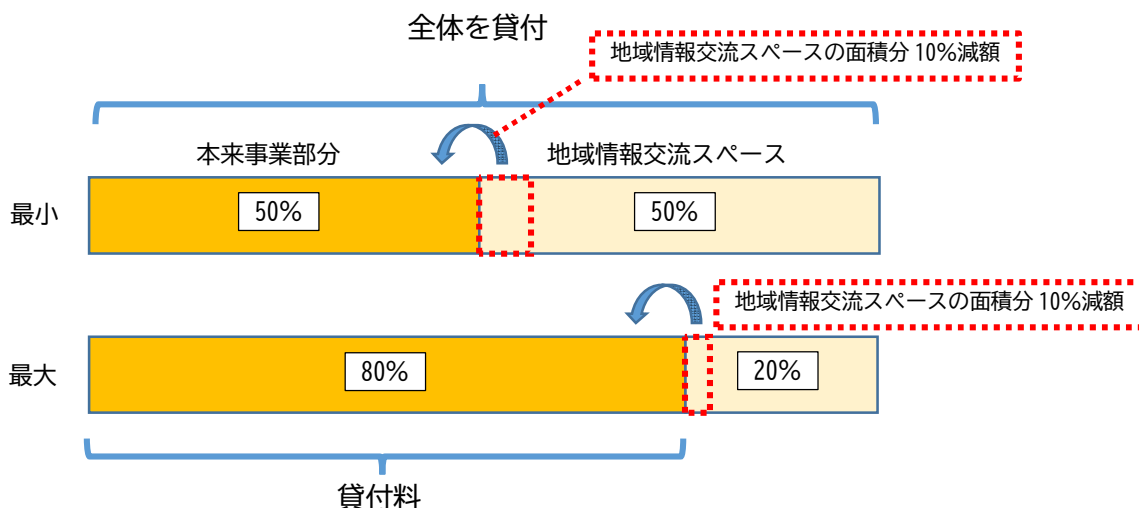 全体を貸付
地域情報交流スペースの面積分 10%減額
本来事業部分
地域情報交流スペース
最小
50%
50%
地域情報交流スペースの面積分 10%減額
最大
80%
20%
貸付料